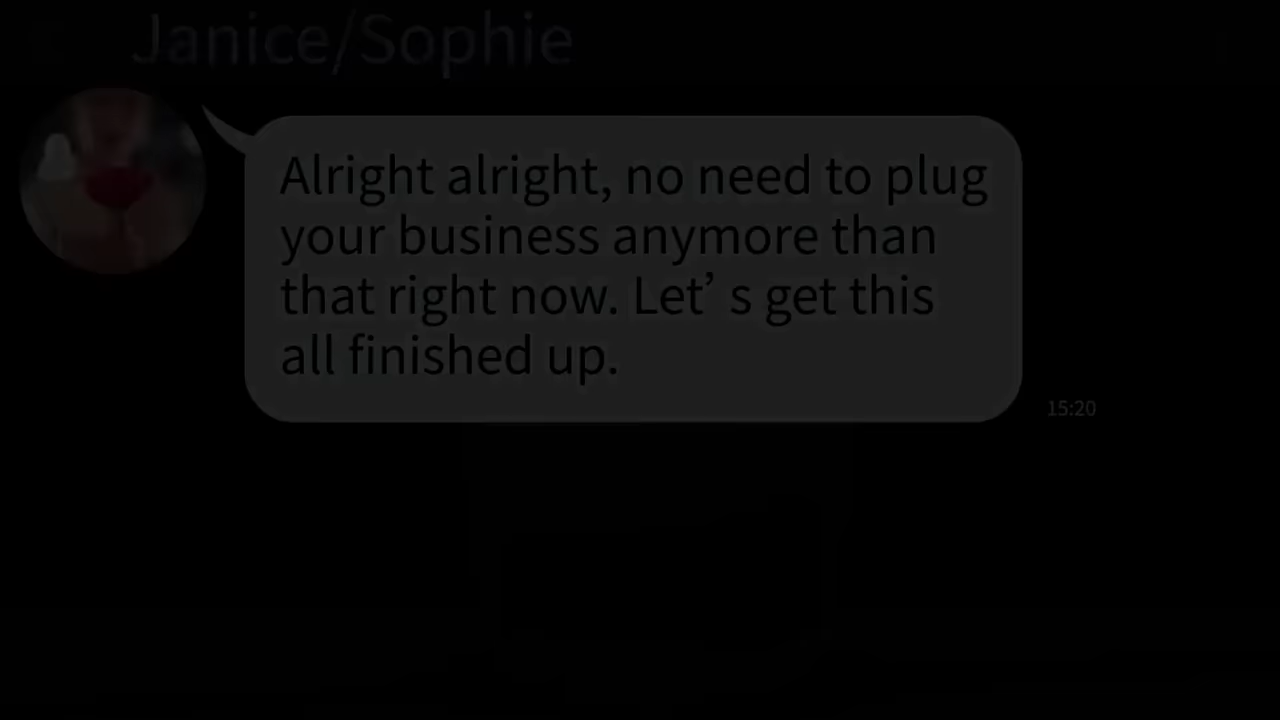 Janice/Sophie
Alright alright, no need to plug
your business anymore than
that right now. Let’s get this
all finished up.
15:20